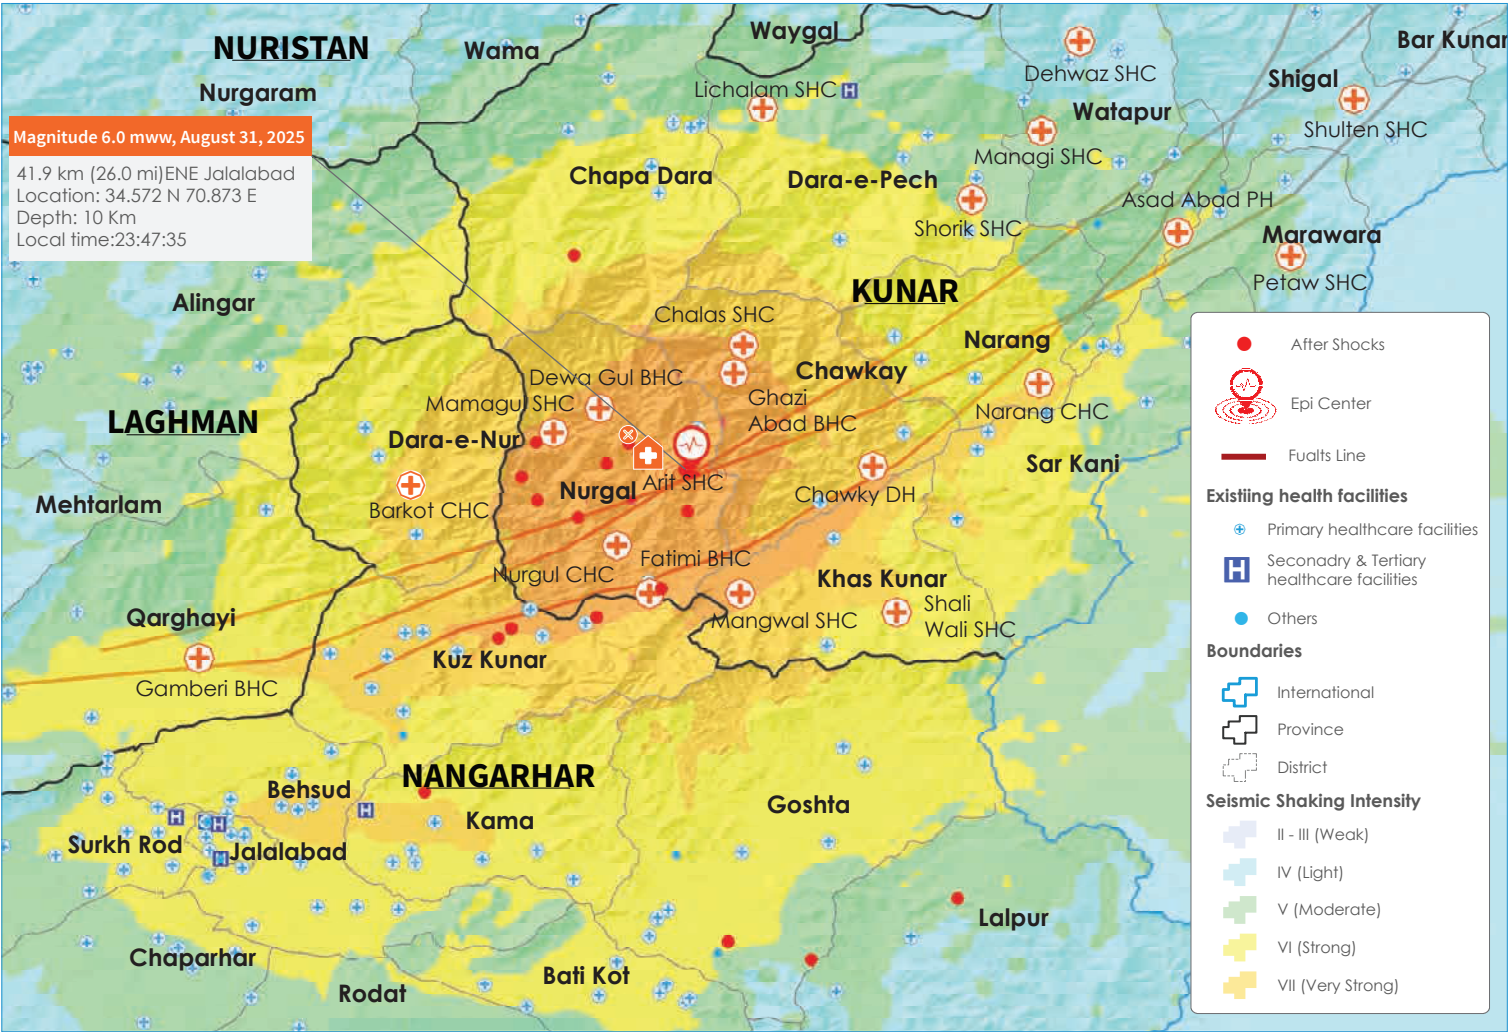 NURISTAN
Wama
Waygal
Bar Kunar
Nurgaram
Lichalam SHC
H
Dehwaz SHC
Shigal
Watapur
Shulten SHC
Magnitude 6.0 mww, August 31, 2025
41.9 km (26.0 mi)ENE Jalalabad
Location: 34.572 N 70.873 E
Depth: 10 Km
Local time:23:47:35
Managi SHC
Chapa Dara
Dara-e-Pech
Asad Abad PH
Shorik SHC
Marawara
Petaw SHC
Alingar
KUNAR
Chalas SHC
Narang
Dewa Gul BHC
Chawkay
Mamagu SHC
Ghazi
Abad BHC
Narang CHC
LAGHMAN
Dara-e-Nur
Sar Kani
Mehtarlam
Barkot CHC
Nurgal
Arit SHC
Chawky DH
Fatimi BHC
Nurgul CHC
Khas Kunar
Qarghayi
Mangwal SHC
Shali
Wali SHC
Kuz Kunar
Gamberi BHC
NANGARHAR
Behsud
H
Goshta
H
H
Kama
Surkh Rod
H
Jalalabad
Lalpur
Chaparhar
Bati Kot
Rodat
After Shocks
Epi Center
Fualts Line
Existiing health facilities
Primary healthcare facilities
H
Seconadry & Tertiary
healthcare facilities
Others
Boundaries
International
Province
District
Seismic Shaking Intensity
II - III (Weak)
IV (Light)
V (Moderate)
VI (Strong)
VII (Very Strong)